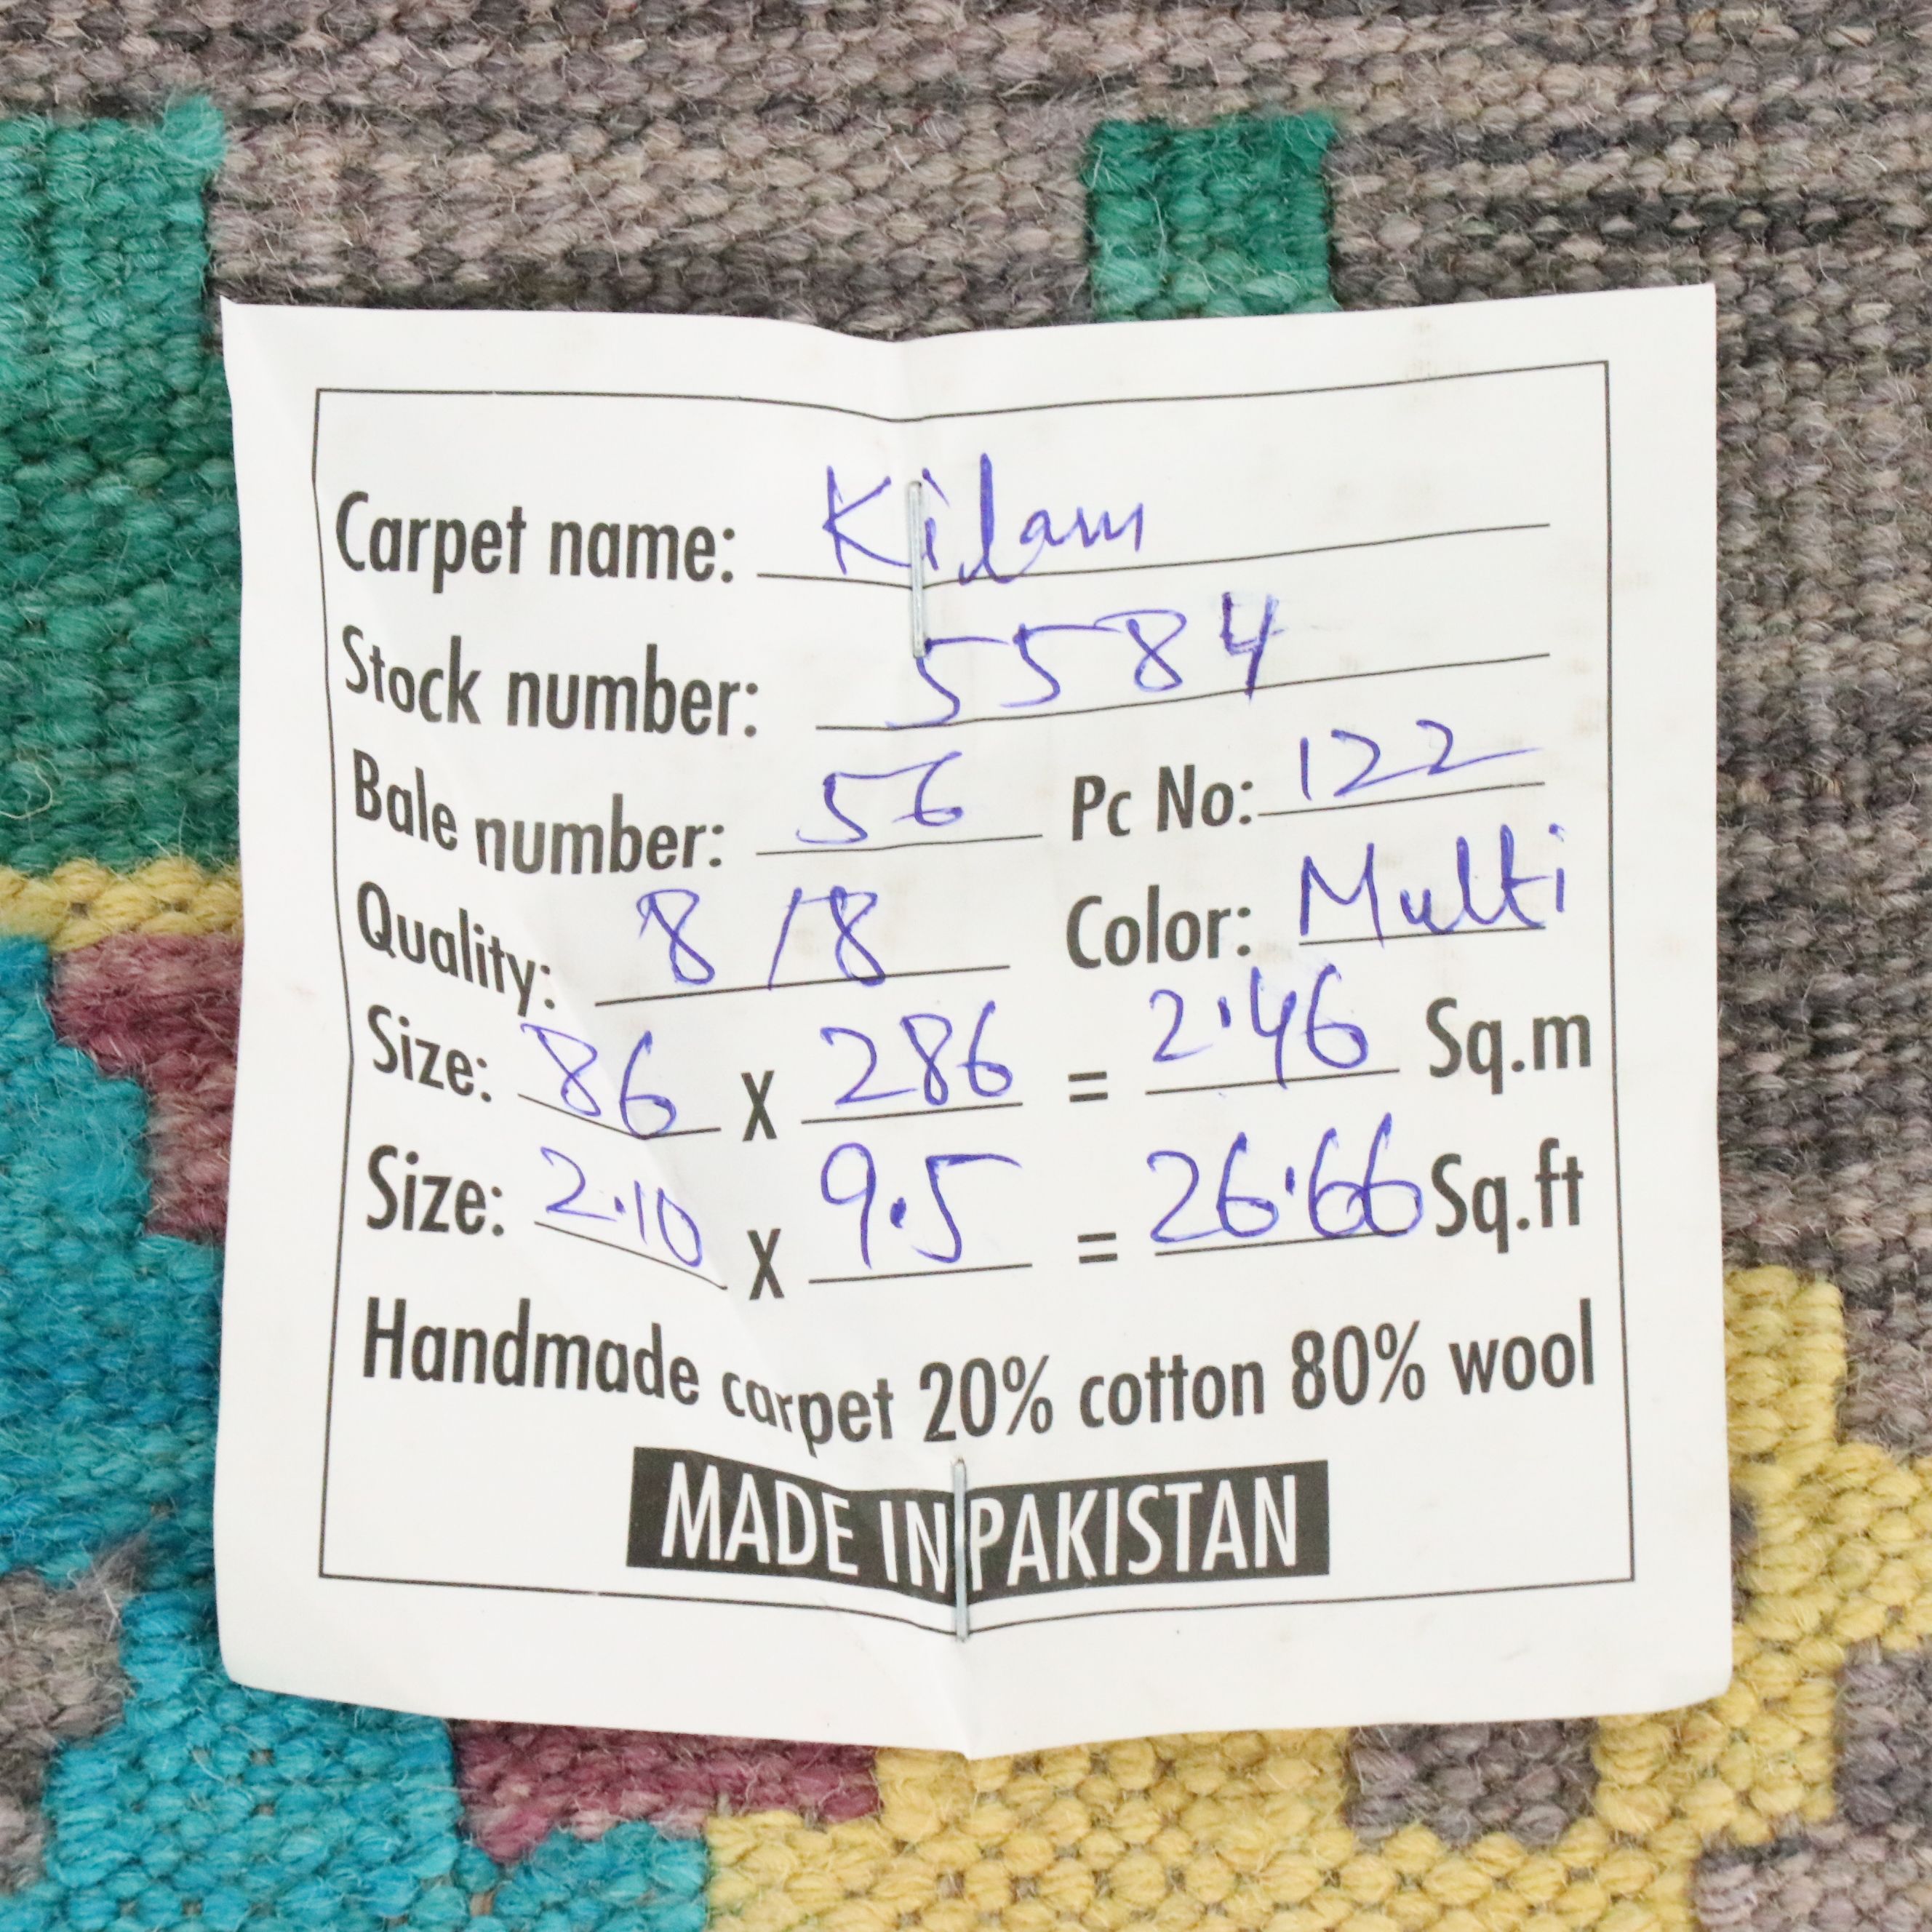 Carpet name: Kilam
Stock number: 5584
Bale number: 56 Pc No: 122
Quality: 8/8 Color: Multi
Size: 86 X 286 = 2.46 Sq.m
Size: 2.10 X 9.5 = 26.66 Sq.ft
Handmade carpet 20% cotton 80% wool
MADE IN PAKISTAN